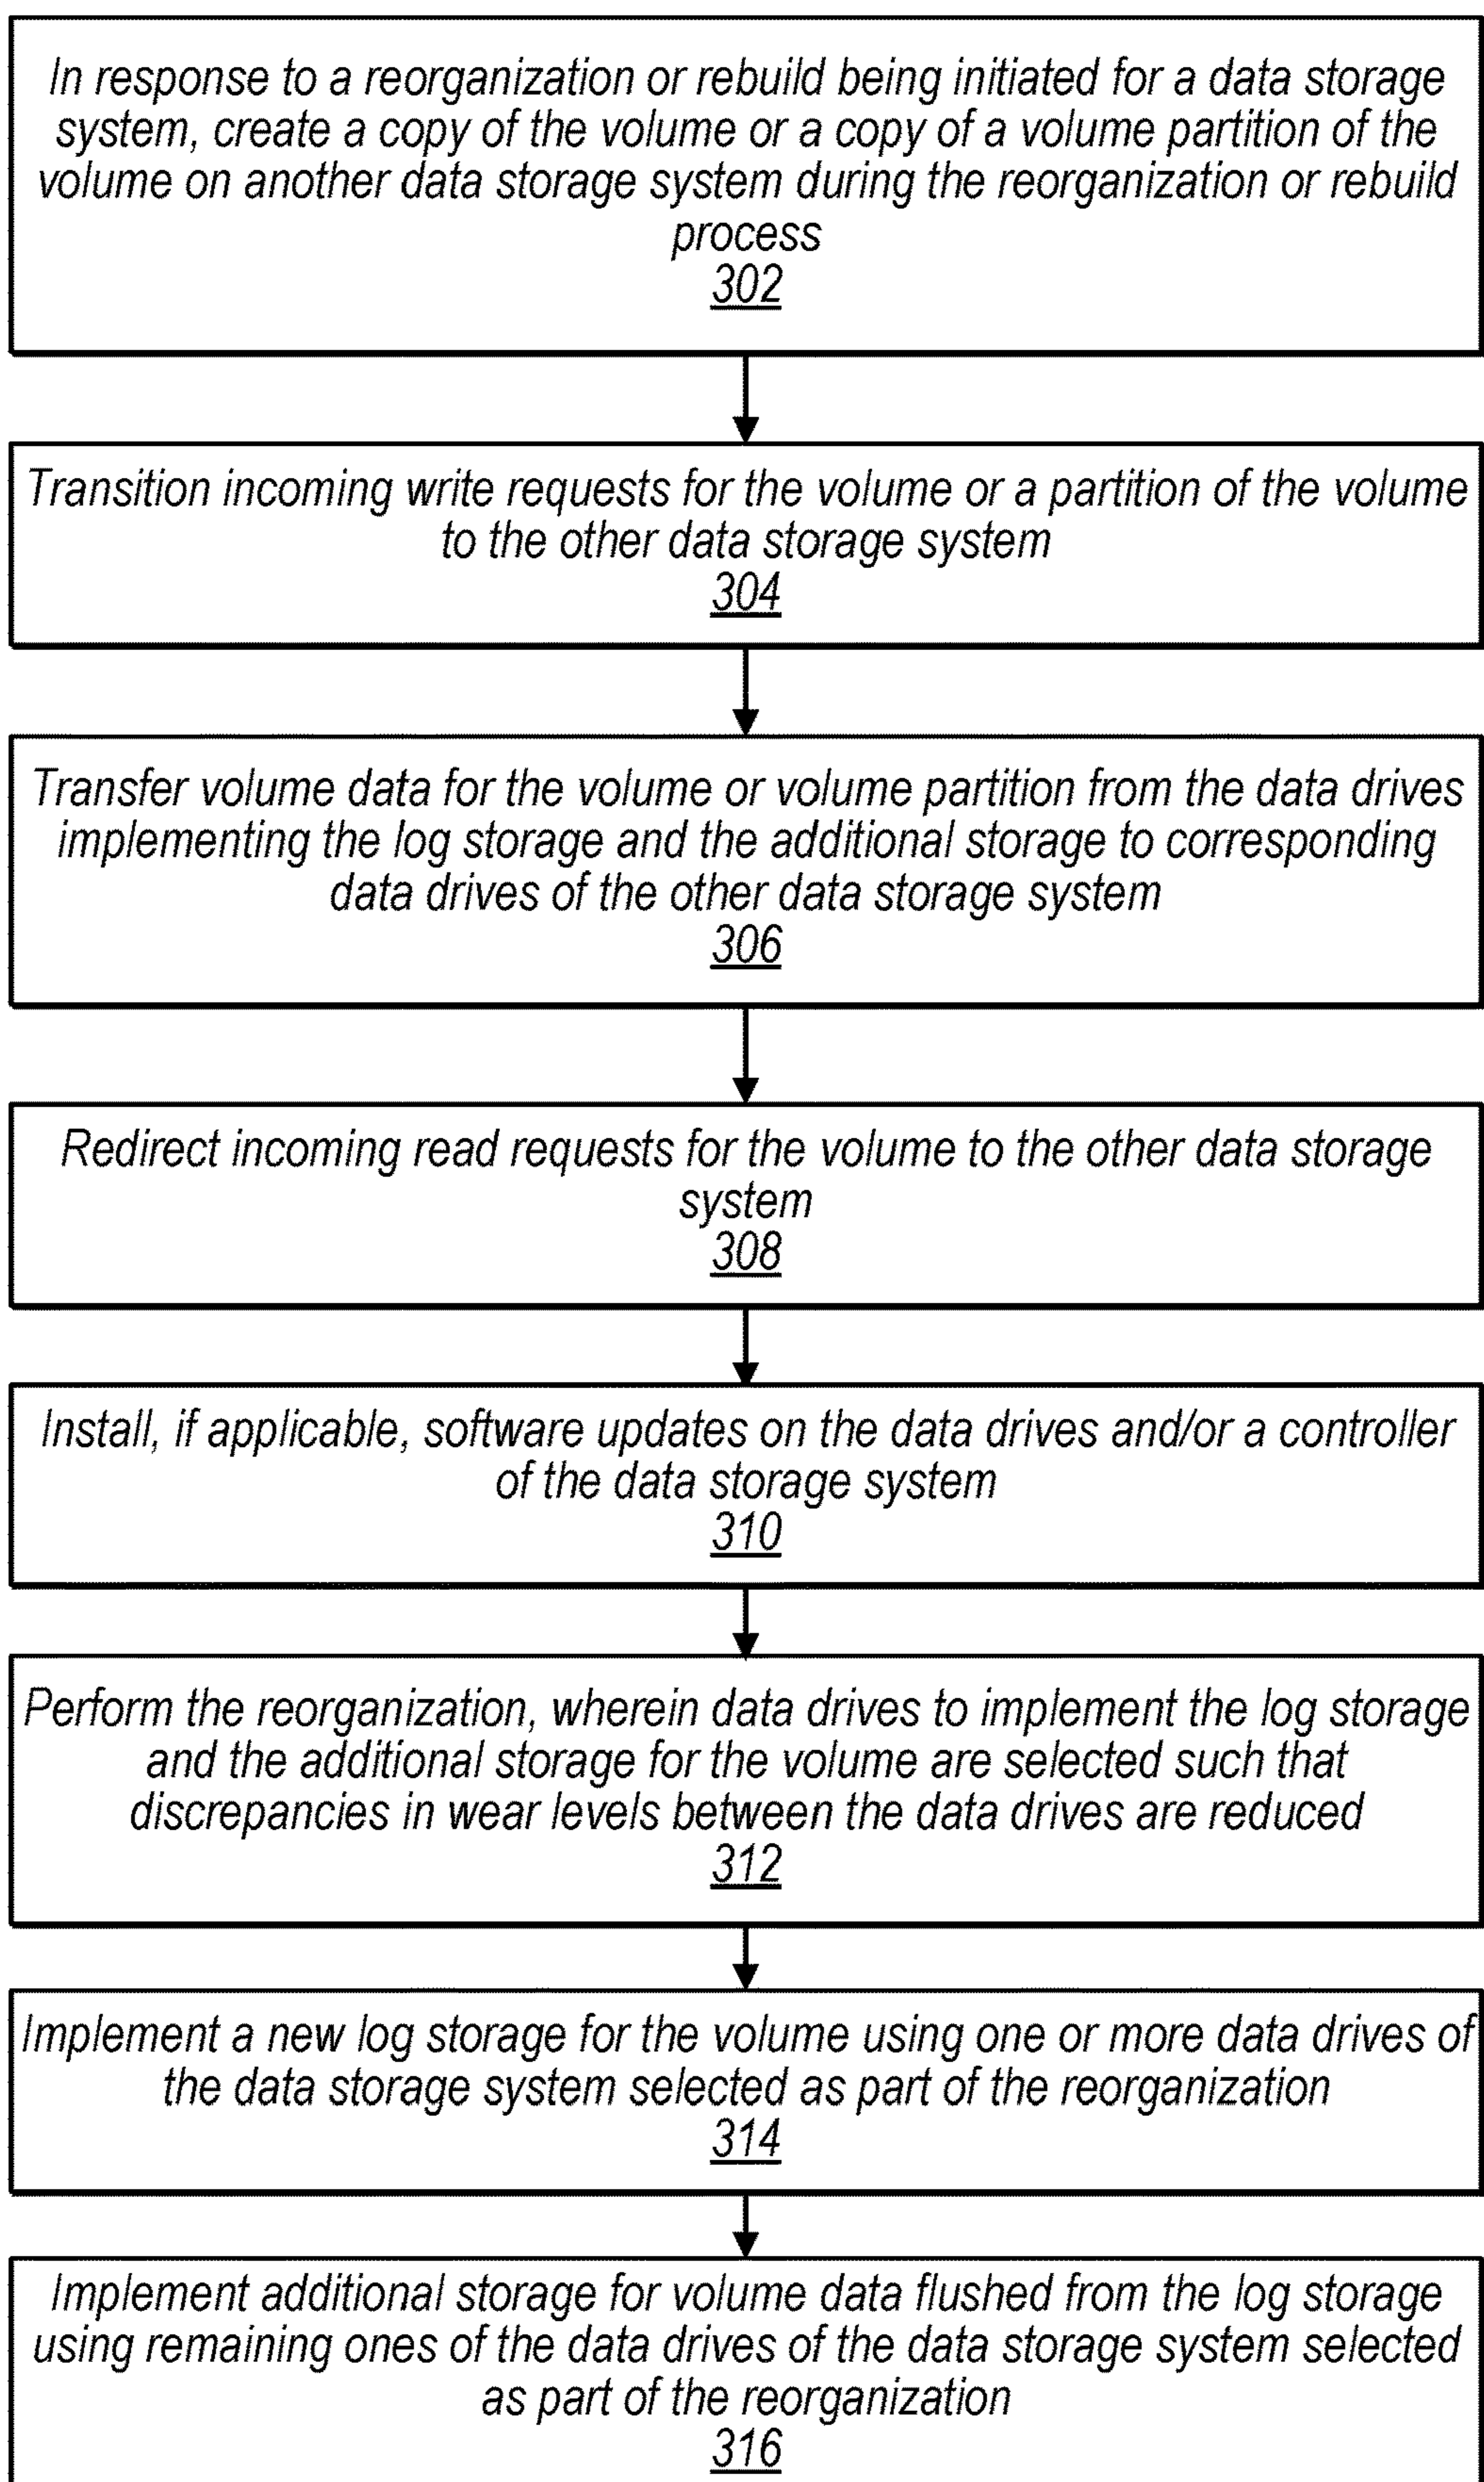 In response to a reorganization or rebuild being initiated for a data storage
system, create a copy of the volume or a copy of a volume partition of the
volume on another data storage system during the reorganization or rebuild
process
302
Transition incoming write requests for the volume or a partition of the volume
to the other data storage system
304
Transfer volume data for the volume or volume partition from the data drives
implementing the log storage and the additional storage to corresponding
data drives of the other data storage system
306
Redirect incoming read requests for the volume to the other data storage
system
308
Install, if applicable, software updates on the data drives and/or a controller
of the data storage system
310
Perform the reorganization, wherein data drives to implement the log storage
and the additional storage for the volume are selected such that
discrepancies in wear levels between the data drives are reduced
312
Implement a new log storage for the volume using one or more data drives of
the data storage system selected as part of the reorganization
314
Implement additional storage for volume data flushed from the log storage
using remaining ones of the data drives of the data storage system selected
as part of the reorganization
316